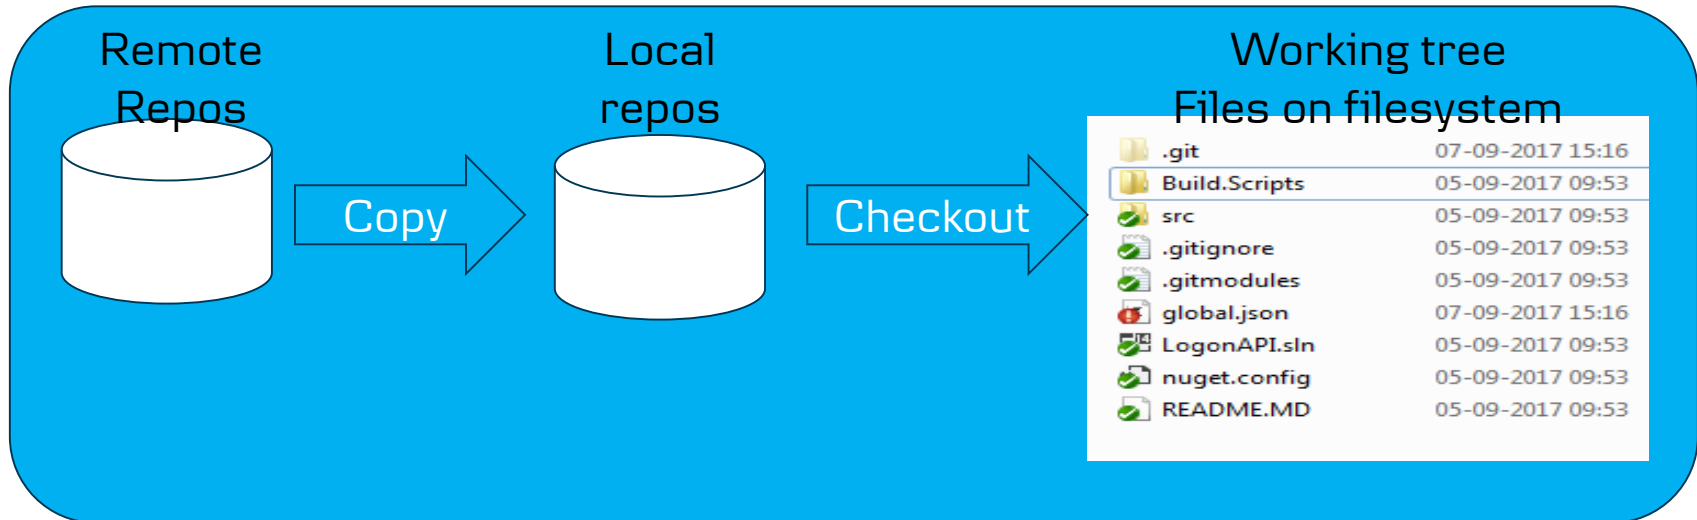 Remote
Repos
Local
repos
Working tree
Files on filesystem
Copy
Checkout
.git 07-09-2017 15:16
Build.Scripts 05-09-2017 09:53
src 05-09-2017 09:53
.gitignore 05-09-2017 09:53
.gitmodules 05-09-2017 09:53
global.json 07-09-2017 15:16
LogonAPI.sln 05-09-2017 09:53
nuget.config 05-09-2017 09:53
README.MD 05-09-2017 09:53